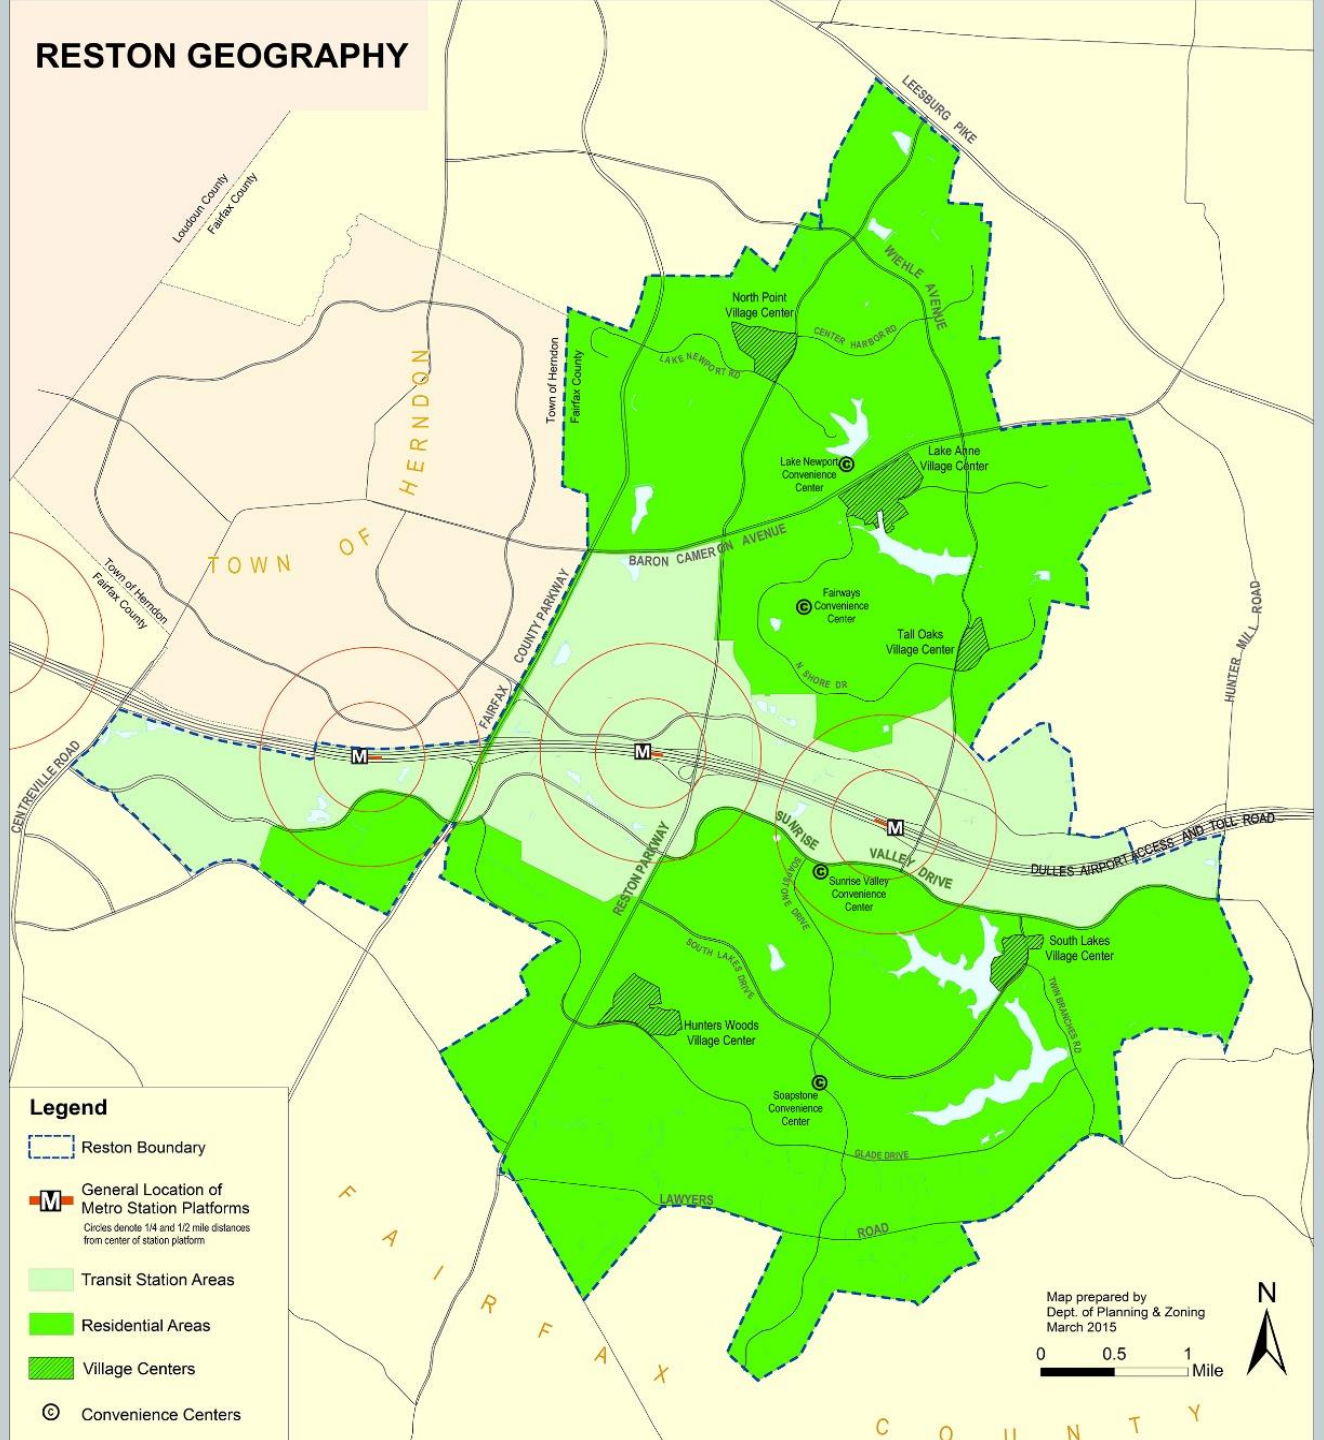 RESTON GEOGRAPHY
LEESBURG PIKE
Loudoun County
Fairfax County
WIEHLE AVENUE
North Point
Village Center
CENTER HARBOR RD
LAKE NEWPORT RD
Town of Herndon
Fairfax County
TOWN OF HERNDON
Lake Anne
Village Center
Lake Newport
Convenience
Center
C
BARON CAMERON AVENUE
Town of Herndon
Fairfax County
FAIRFAX COUNTY PARKWAY
C
Fairways
Convenience
Center
Tall Oaks
Village Center
N SHORE DR
HUNTER MILL ROAD
CENTREVILLE ROAD
M
M
M
SUNRISE VALLEY DRIVE
DULLES AIRPORT ACCESS AND TOLL ROAD
RESTON PARKWAY
SOAPSTONE DRIVE
C
Sunrise Valley
Convenience
Center
SOUTH LAKES DRIVE
South Lakes
Village Center
TWIN BRANCHES RD
Hunters Woods
Village Center
C
Soapstone
Convenience
Center
GLADE DRIVE
LAWYERS ROAD
FAIRFAX COUNTY
Legend
Reston Boundary
M
General Location of
Metro Station Platforms
Circles denote 1/4 and 1/2 mile distances
from center of station platform
Transit Station Areas
Residential Areas
Village Centers
C
Convenience Centers
Map prepared by
Dept. of Planning & Zoning
March 2015
0 0.5 1
Mile
N